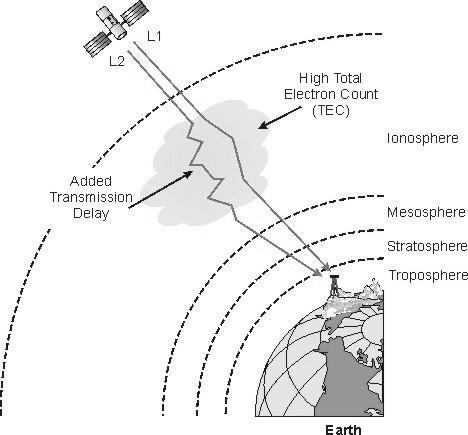 L1
L2
High Total
Electron Count
(TEC)
Ionosphere
Added
Transmission
Delay
Mesosphere
Stratosphere
Troposphere
Earth